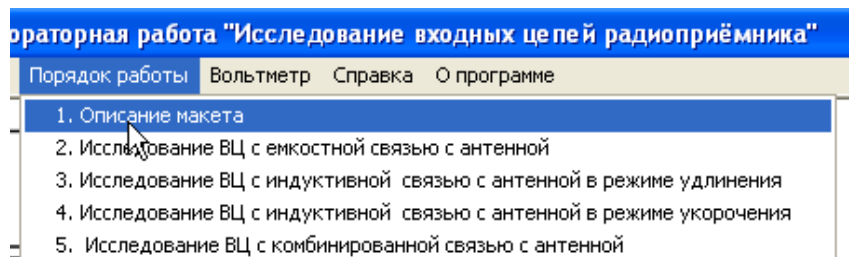 ораторная работа "Исследование входных цепей радиоприёмника"
Порядок работы Вольтметр Справка О программе
1. Описание макета
2. Исследование ВЦ с емкостной связью с антенной
3. Исследование ВЦ с индуктивной связью с антенной в режиме удлинения
4. Исследование ВЦ с индуктивной связью с антенной в режиме укорочения
5. Исследование ВЦ с комбинированной связью с антенной